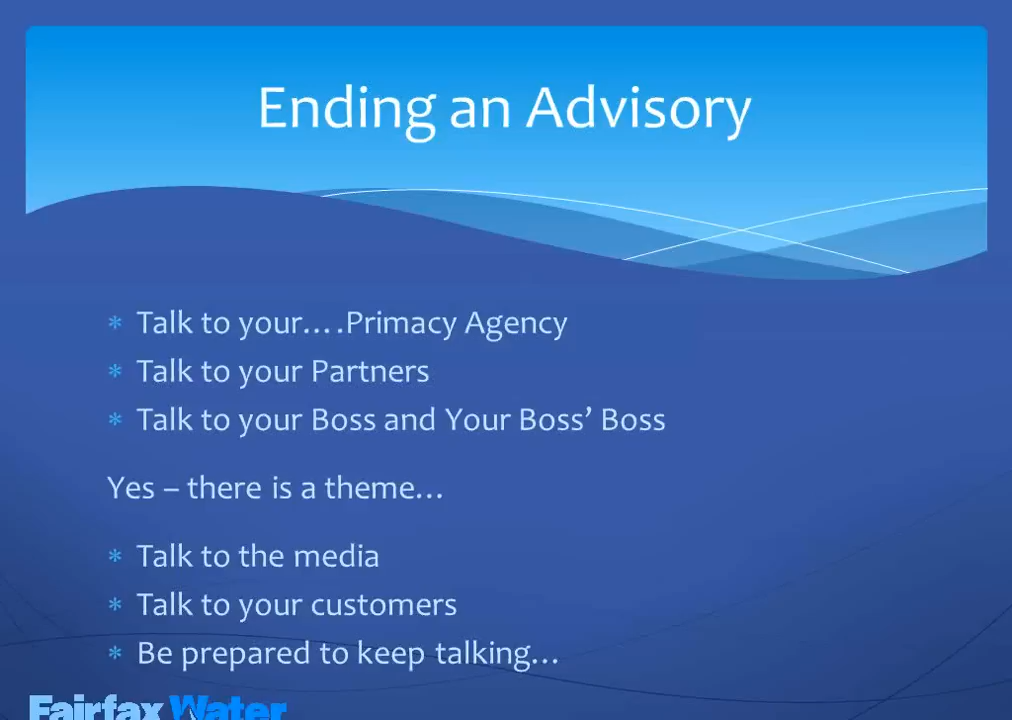 Ending an Advisory
* Talk to your….Primacy Agency
* Talk to your Partners
* Talk to your Boss and Your Boss’ Boss
Yes – there is a theme…
* Talk to the media
* Talk to your customers
* Be prepared to keep talking…
Fairfax Water